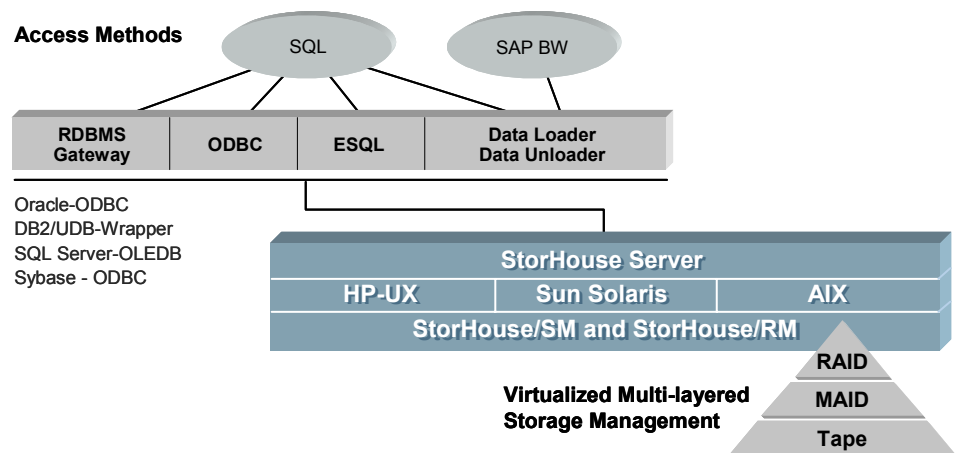 Access Methods
SQL
SAP BW
RDBMS
Gateway
ODBC
ESQL
Data Loader
Data Unloader
Oracle-ODBC
DB2/UDB-Wrapper
SQL Server-OLEDB
Sybase - ODBC
StorHouse Server
HP-UX
Sun Solaris
AIX
StorHouse/SM and StorHouse/RM
Virtualized Multi-layered
Storage Management
RAID
MAID
Tape